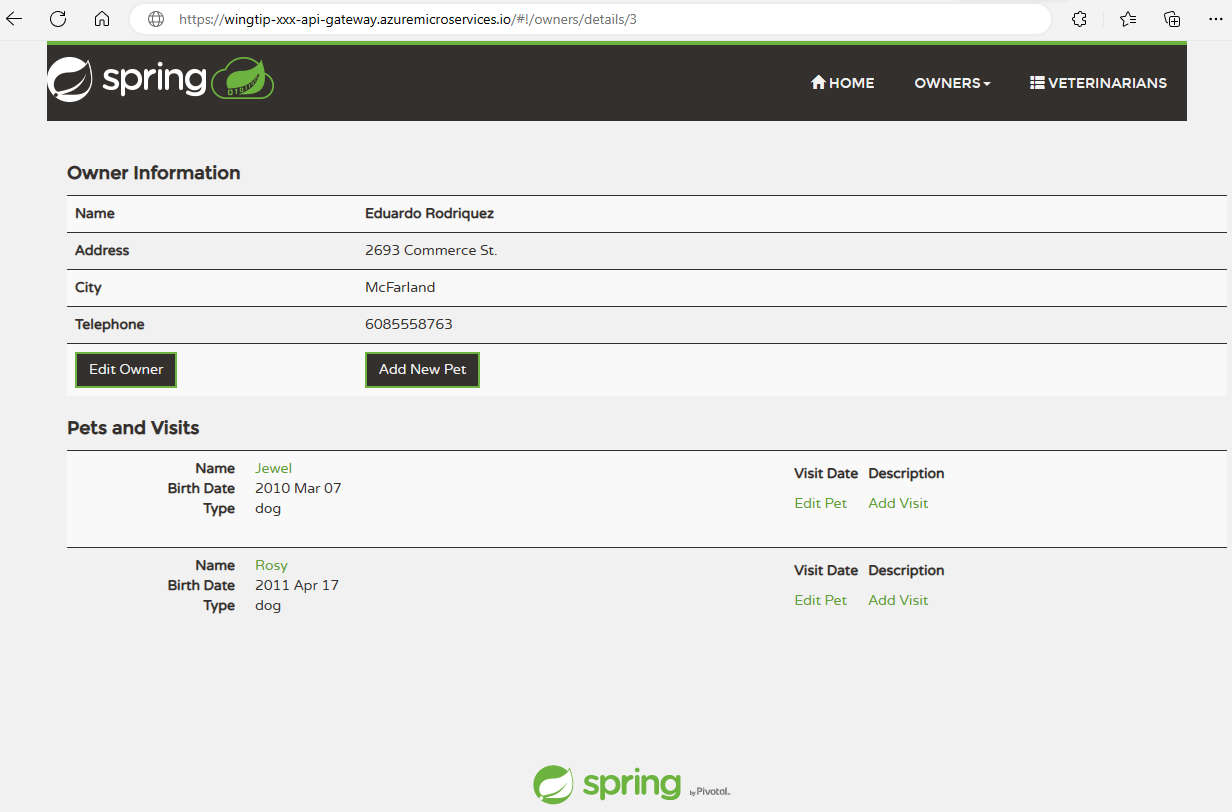 https://wingtip-xxx-api-gateway.azuremicroservices.io/#!/owners/details/3
spring
HOME OWNERS VETERINARIANS
Owner Information
Name Eduardo Rodriquez
Address 2693 Commerce St.
City McFarland
Telephone 6085558763
Edit Owner Add New Pet
Pets and Visits
Name Jewel
Birth Date 2010 Mar 07
Type dog
Visit Date Description
Edit Pet Add Visit
Name Rosy
Birth Date 2011 Apr 17
Type dog
Visit Date Description
Edit Pet Add Visit
spring by Pivotal.